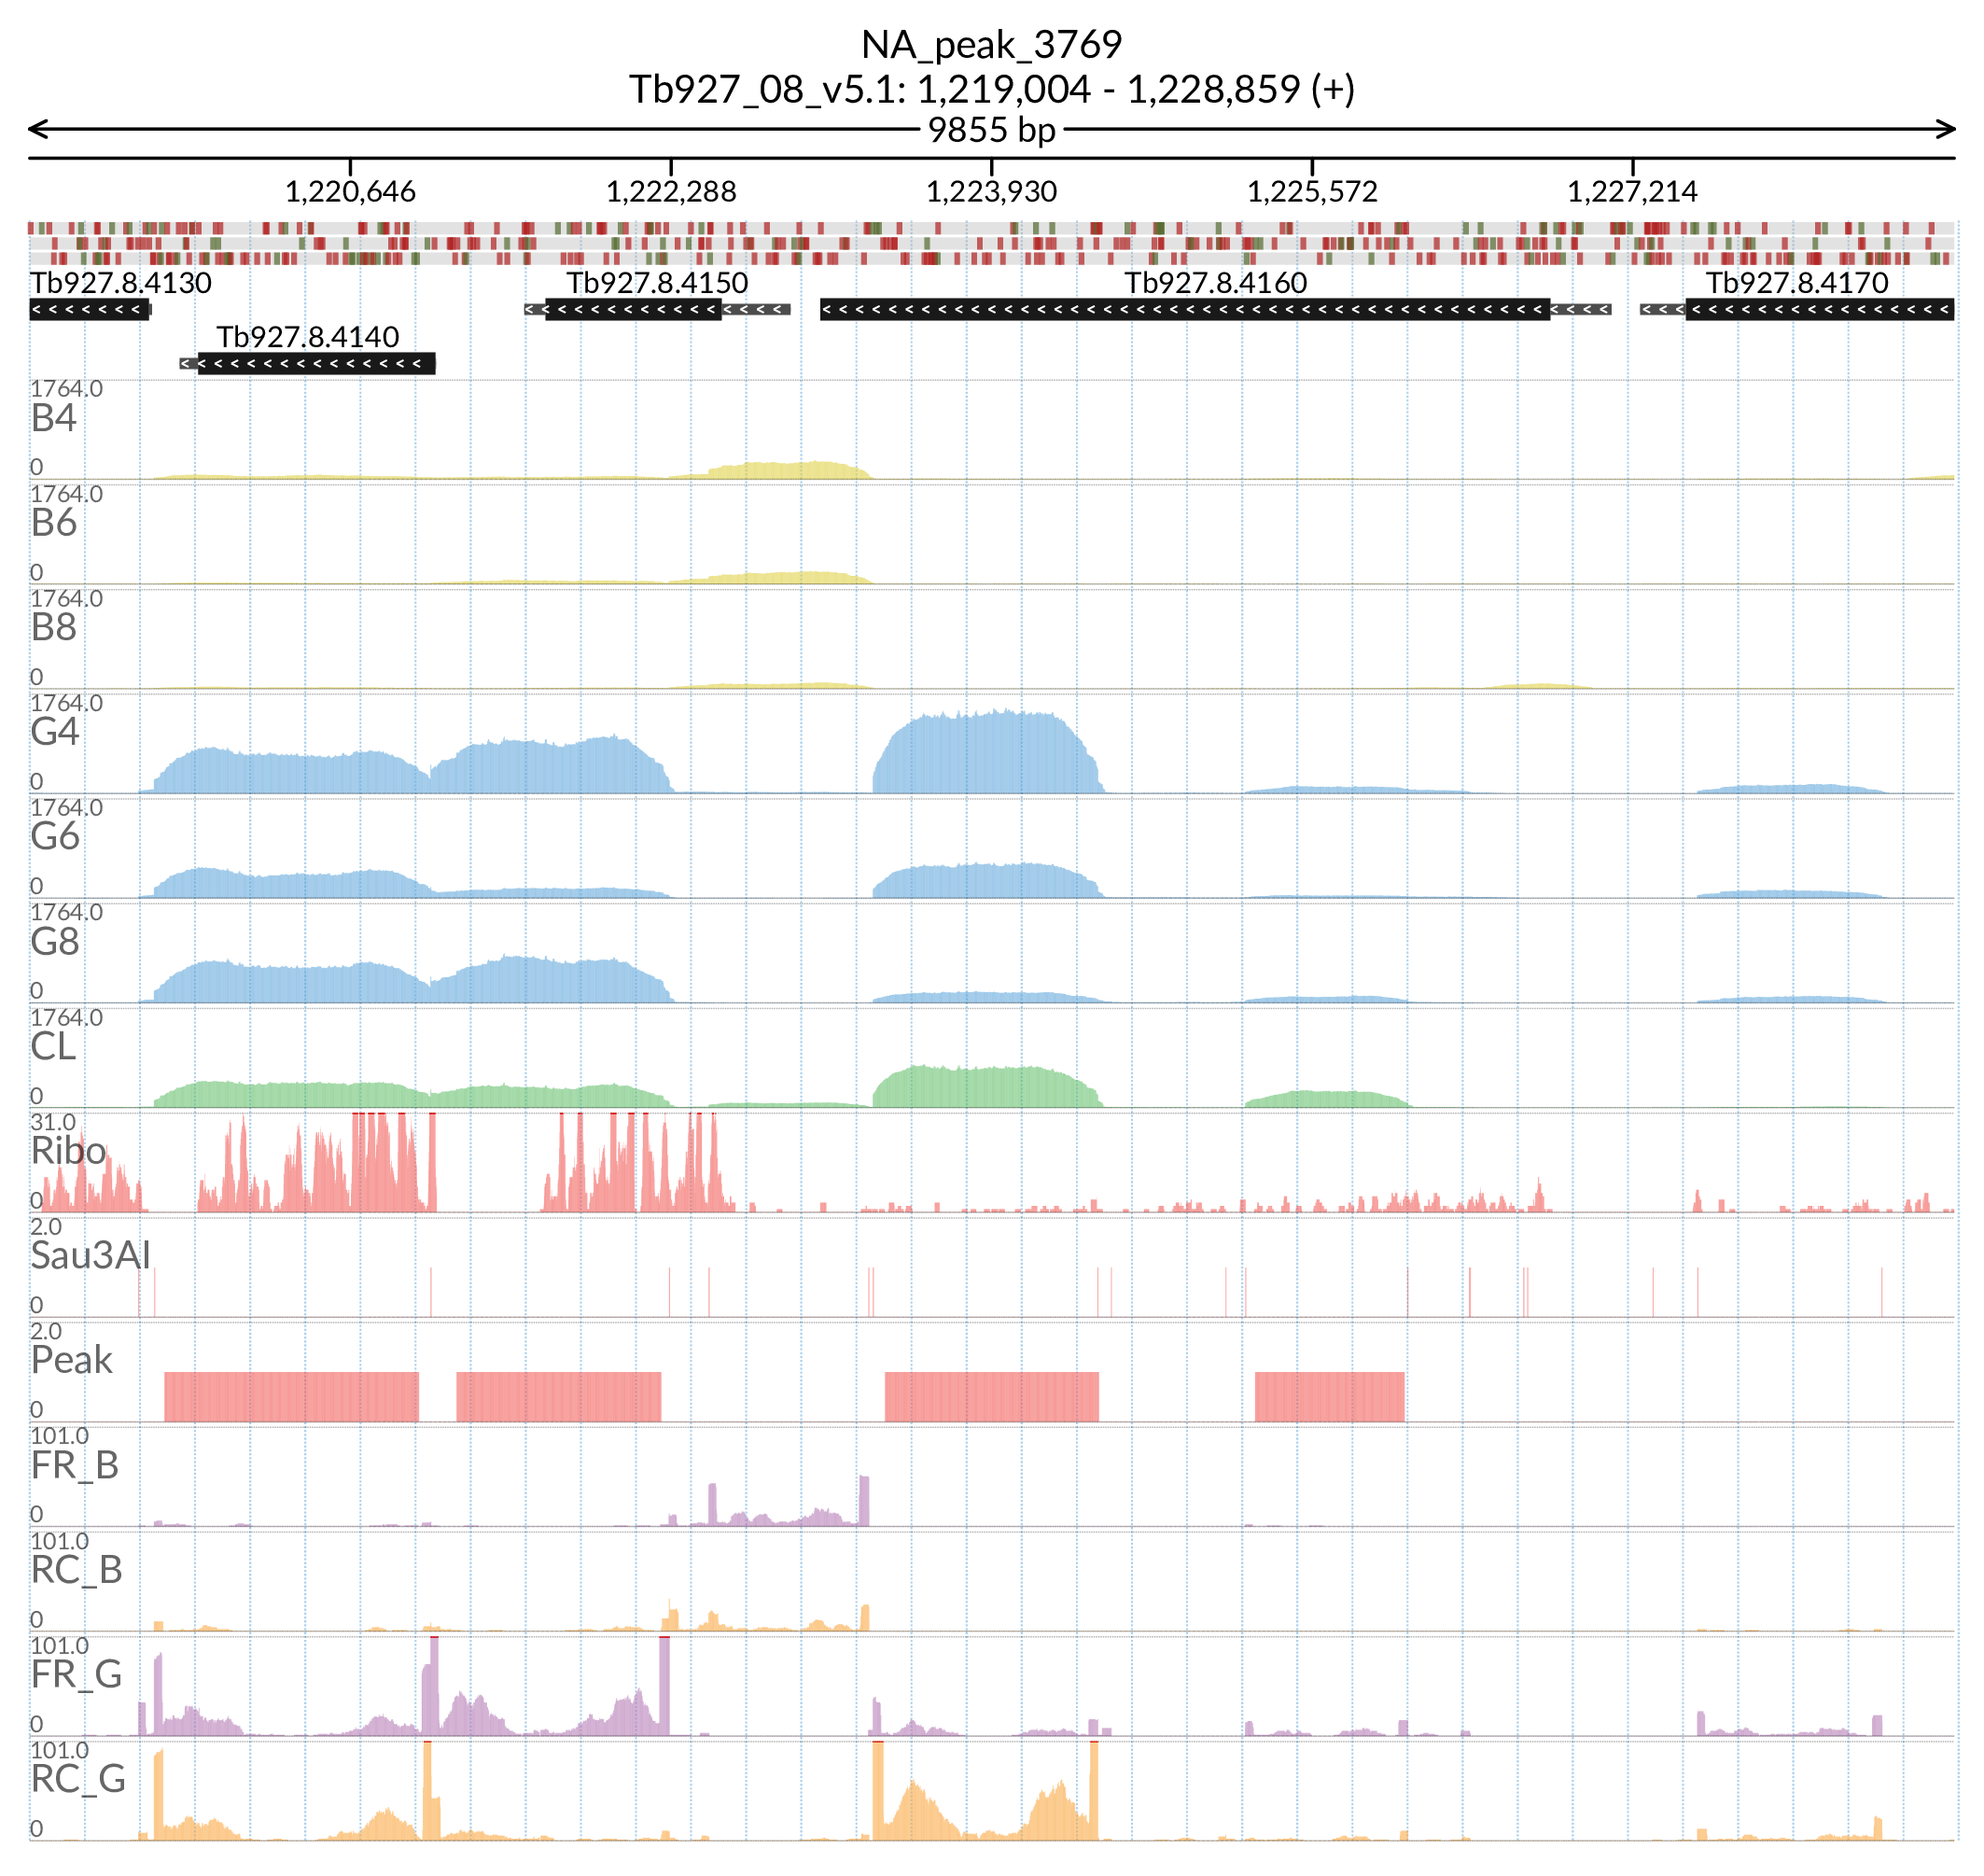 NA_peak_3769
Tb927_08_v5.1: 1,219,004 - 1,228,859 (+)
9855 bp
1,220,646 1,222,288 1,223,930 1,225,572 1,227,214
Tb927.8.4130 Tb927.8.4150 Tb927.8.4160 Tb927.8.4170
Tb927.8.4140
1764.0
B4
0
1764.0
B6
0
1764.0
B8
0
1764.0
G4
0
1764.0
G6
0
1764.0
G8
0
1764.0
CL
0
31.0
Ribo
0
2.0
Sau3AI
0
2.0
Peak
0
101.0
FR_B
0
101.0
RC_B
0
101.0
FR_G
0
101.0
RC_G
0